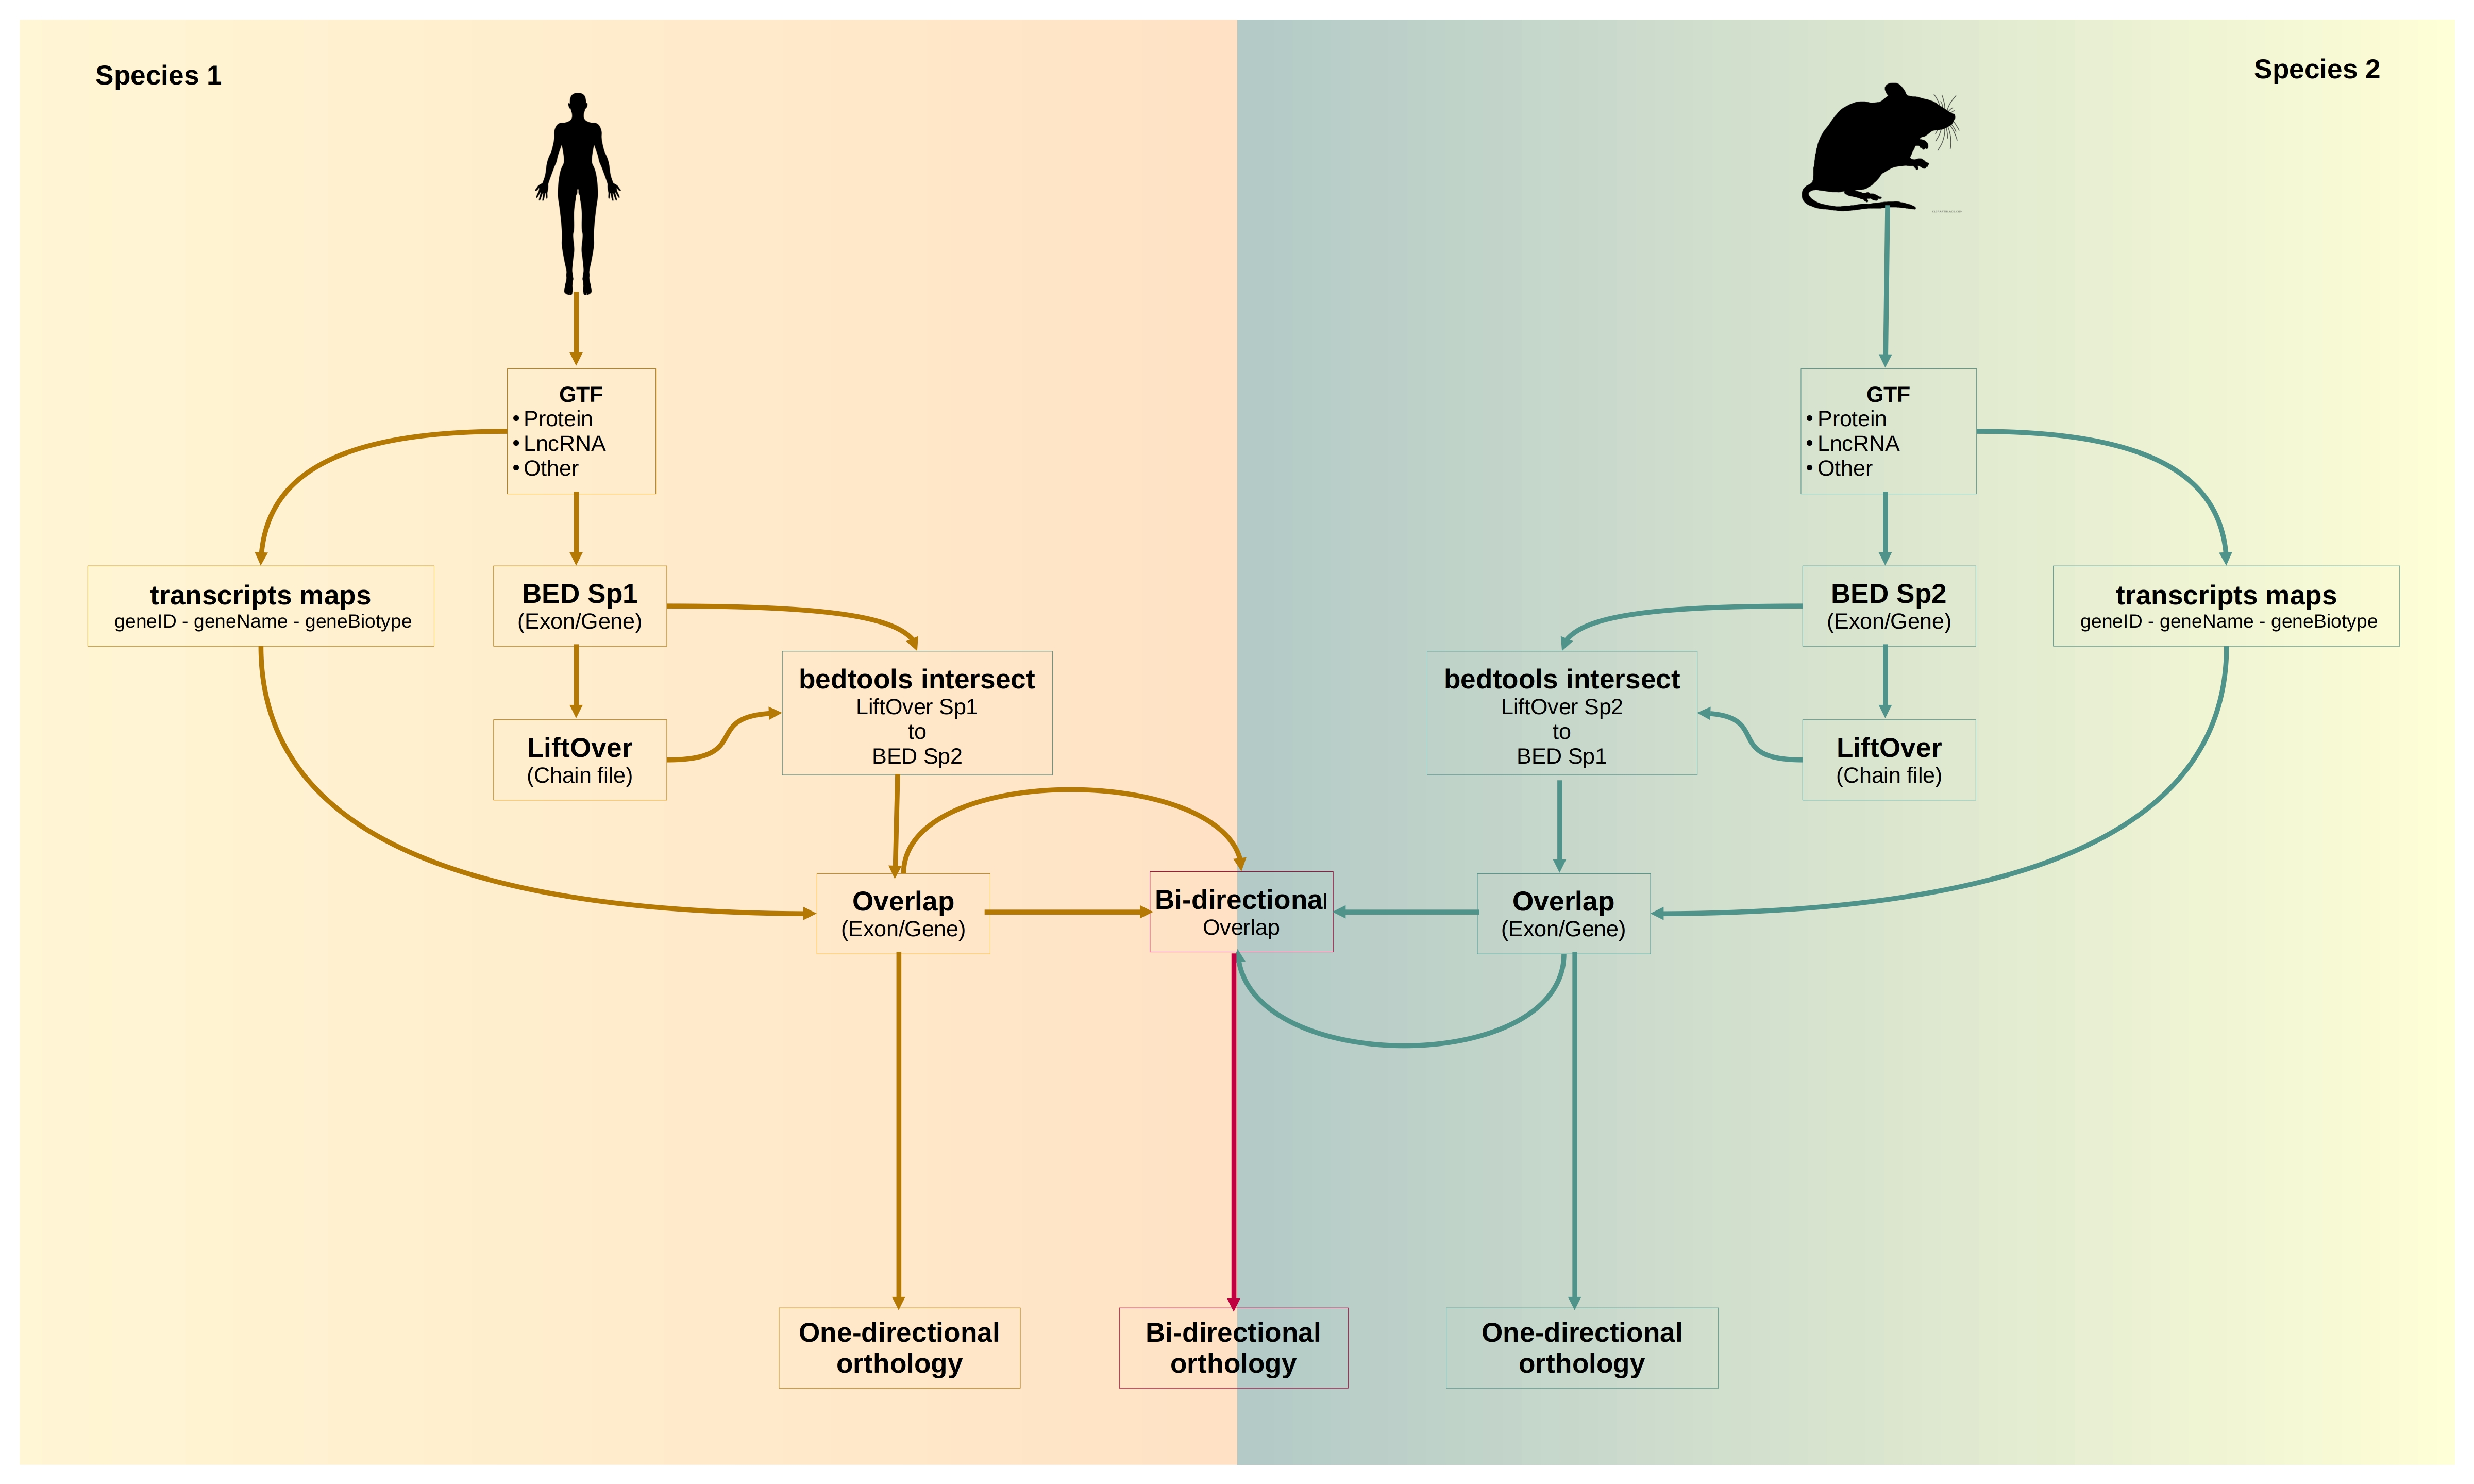 Species 1
Species 2
GTF
• Protein
• LncRNA
• Other
GTF
• Protein
• LncRNA
• Other
transcripts maps
geneID - geneName - geneBiotype
BED Sp1
(Exon/Gene)
BED Sp2
(Exon/Gene)
transcripts maps
geneID - geneName - geneBiotype
bedtools intersect
LiftOver Sp1
to
BED Sp2
bedtools intersect
LiftOver Sp2
to
BED Sp1
LiftOver
(Chain file)
LiftOver
(Chain file)
Overlap
(Exon/Gene)
Bi-directional
Overlap
Overlap
(Exon/Gene)
One-directional
orthology
Bi-directional
orthology
One-directional
orthology